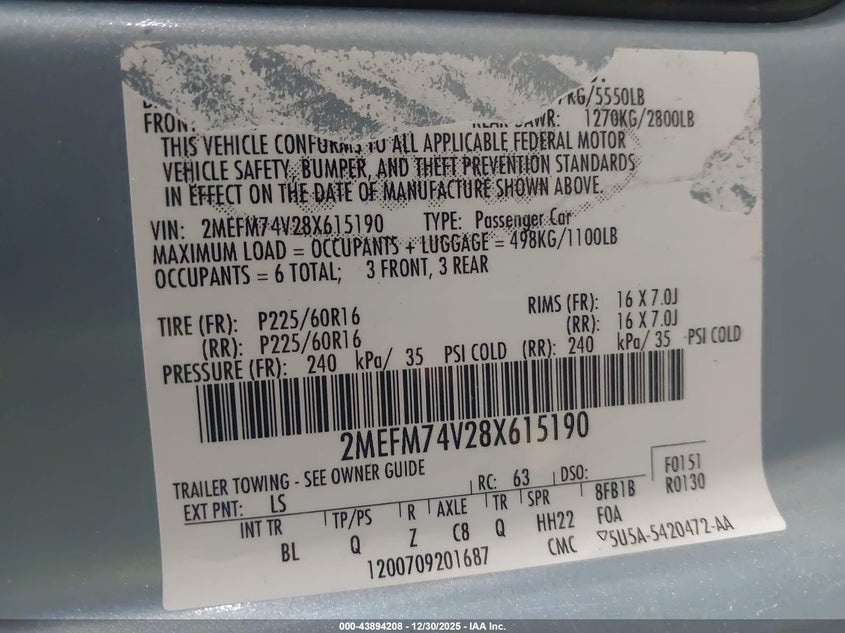 KG/5550LB
FRONT REAR GAWR: 1270KG/2800LB
THIS VEHICLE CONFORMS TO ALL APPLICABLE FEDERAL MOTOR
VEHICLE SAFETY, BUMPER, AND THEFT PREVENTION STANDARDS
IN EFFECT ON THE DATE OF MANUFACTURE SHOWN ABOVE.
VIN: 2MEFM74V28X615190 TYPE: Passenger Car
MAXIMUM LOAD = OCCUPANTS + LUGGAGE = 498KG/1100LB
OCCUPANTS = 6 TOTAL; 3 FRONT, 3 REAR
TIRE (FR): P225/60R16 RIMS (FR): 16 X 7.0J
(RR): P225/60R16 (RR): 16 X 7.0J
PRESSURE (FR): 240 kPa/ 35 PSI COLD (RR): 240 kPa/ 35 PSI COLD
2MEFM74V28X615190
TRAILER TOWING - SEE OWNER GUIDE
EXT PNT: LS RC: 63 DSO: F0151
R0130
INT TR TP/PS R AXLE TR SPR 8FB1B
BL Q Z C8 Q HH22 FOA
1200709201687 CMC ▽5U5A-5420472-AA
000-43894208 - 12/30/2025 - IAA Inc.